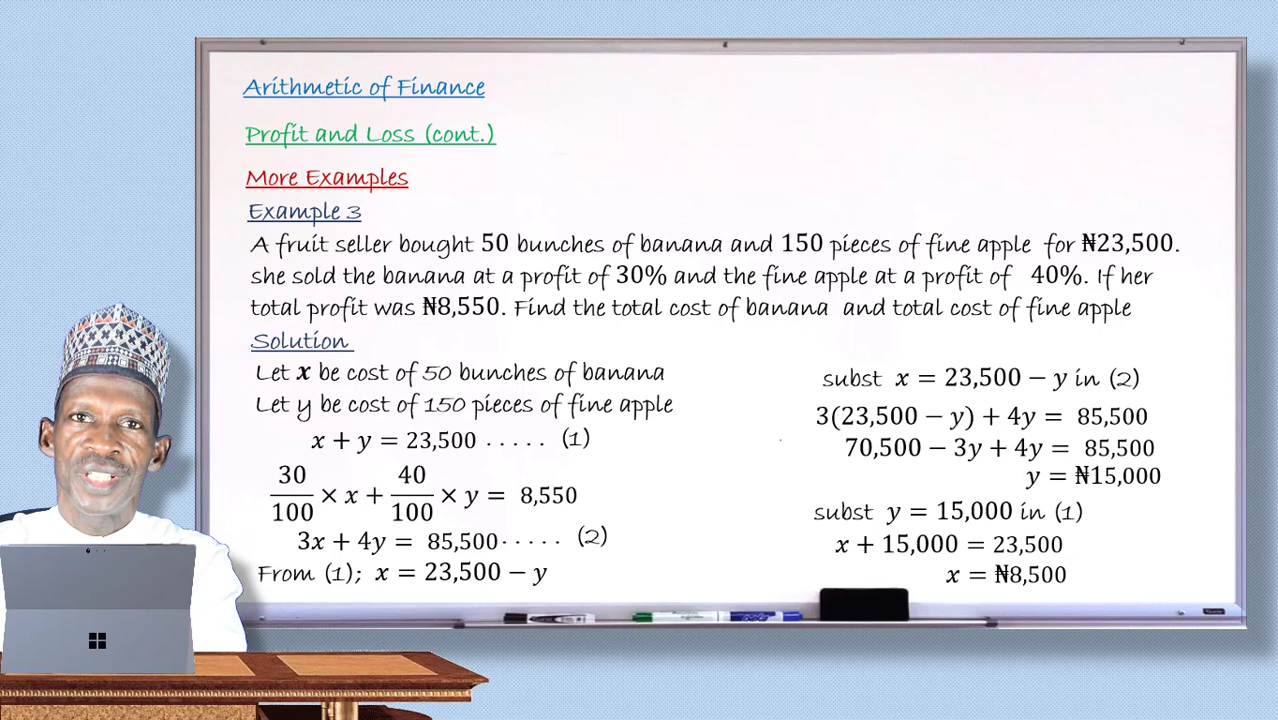 Arithmetic of Finance
Profit and Loss (cont.)
More Examples
Example 3
A fruit seller bought 50 bunches of banana and 150 pieces of fine apple for ₦23,500.
she sold the banana at a profit of 30% and the fine apple at a profit of 40%. If her
total profit was ₦8,550. Find the total cost of banana and total cost of fine apple
Solution
Let x be cost of 50 bunches of banana
Let y be cost of 150 pieces of fine apple
x + y = 23,500 ..... (1)
30/100 × x + 40/100 × y = 8,550
3x + 4y = 85,500 ..... (2)
From (1); x = 23,500 − y
subst x = 23,500 − y in (2)
3(23,500 − y) + 4y = 85,500
70,500 − 3y + 4y = 85,500
y = ₦15,000
subst y = 15,000 in (1)
x + 15,000 = 23,500
x = ₦8,500